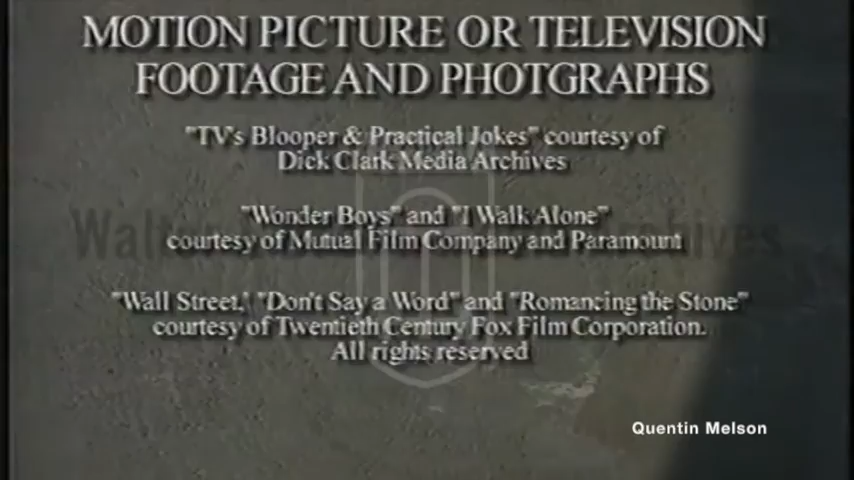 MOTION PICTURE OR TELEVISION
FOOTAGE AND PHOTGRAPHS
"TV's Blooper & Practical Jokes" courtesy of
Dick Clark Media Archives
"Wonder Boys" and "I Walk Alone"
courtesy of Mutual Film Company and Paramount
"Wall Street," "Don't Say a Word" and "Romancing the Stone"
courtesy of Twentieth Century Fox Film Corporation.
All rights reserved
Quentin Melson